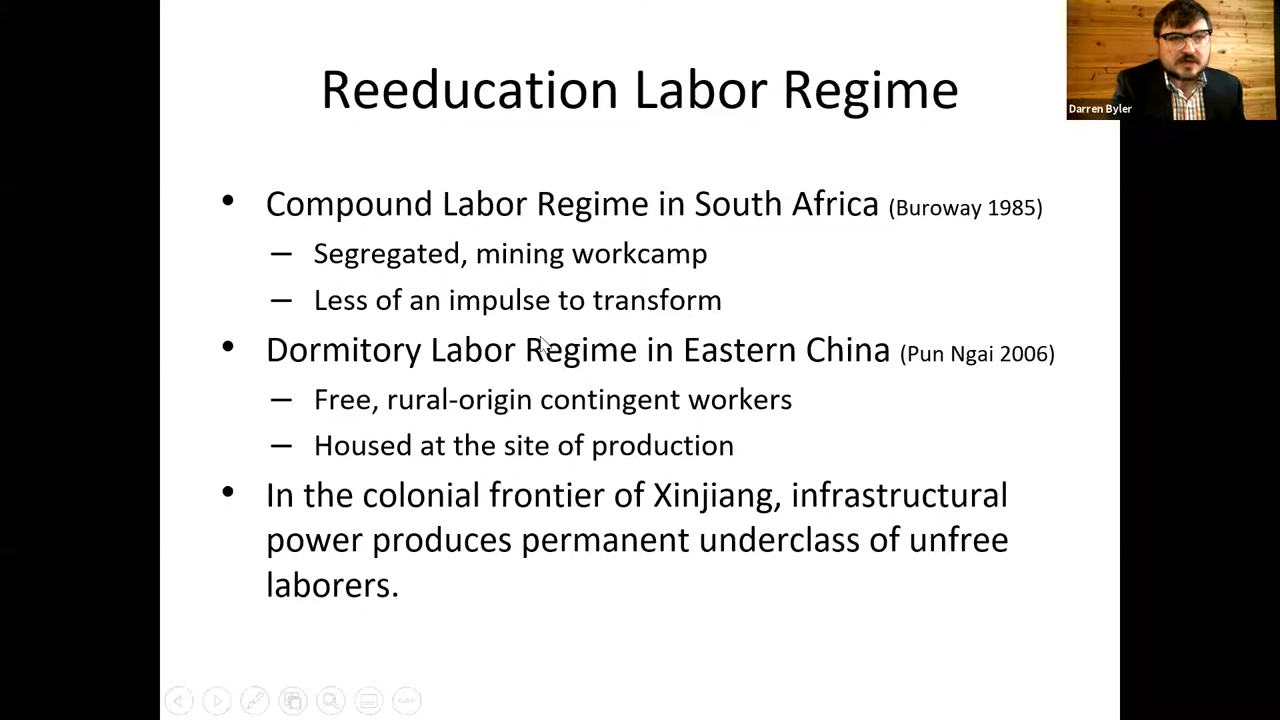 Reeducation Labor Regime
Darren Byler
• Compound Labor Regime in South Africa (Buroway 1985)
– Segregated, mining workcamp
– Less of an impulse to transform
• Dormitory Labor Regime in Eastern China (Pun Ngai 2006)
– Free, rural-origin contingent workers
– Housed at the site of production
• In the colonial frontier of Xinjiang, infrastructural
power produces permanent underclass of unfree
laborers.